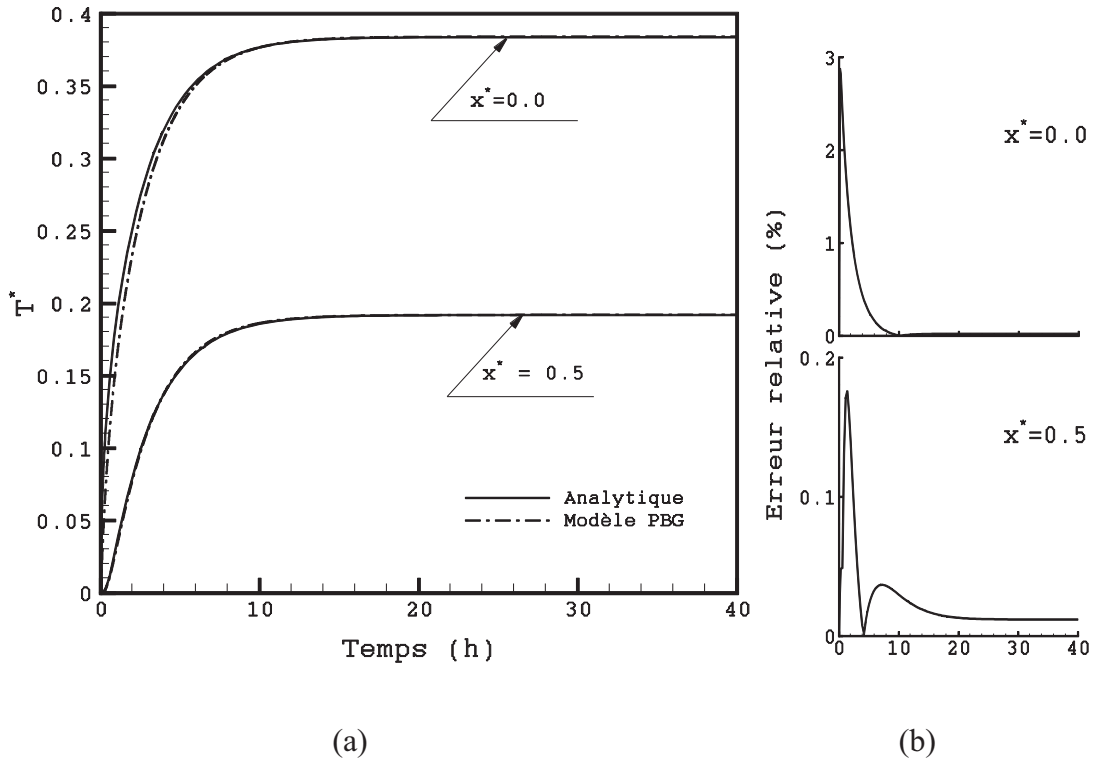 0.4
0.35
0.3
0.25
0.2
0.15
0.1
0.05
0
T*
x*=0.0
x* = 0.5
Analytique
Modèle PBG
0 10 20 30 40
Temps (h)
(a)
Erreur relative (%)
3
2
1
0
x*=0.0
0.2
0.1
0
x*=0.5
0 10 20 30 40
(b)